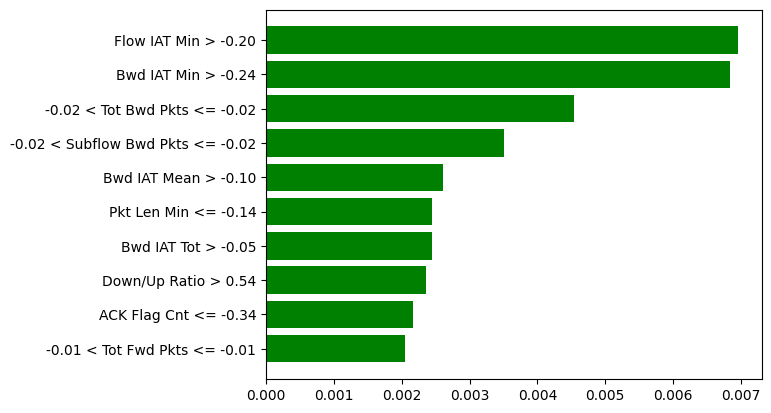 Flow IAT Min > -0.20
Bwd IAT Min > -0.24
-0.02 < Tot Bwd Pkts <= -0.02
-0.02 < Subflow Bwd Pkts <= -0.02
Bwd IAT Mean > -0.10
Pkt Len Min <= -0.14
Bwd IAT Tot > -0.05
Down/Up Ratio > 0.54
ACK Flag Cnt <= -0.34
-0.01 < Tot Fwd Pkts <= -0.01
0.000 0.001 0.002 0.003 0.004 0.005 0.006 0.007